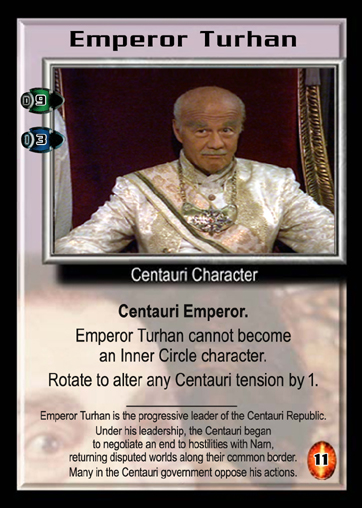 Emperor Turhan
D 9
D 3
Centauri Character
Centauri Emperor.
Emperor Turhan cannot become
an Inner Circle character.
Rotate to alter any Centauri tension by 1.
Emperor Turhan is the progressive leader of the Centauri Republic.
Under his leadership, the Centauri began
to negotiate an end to hostilities with Narn,
returning disputed worlds along their common border.
Many in the Centauri government oppose his actions.
11